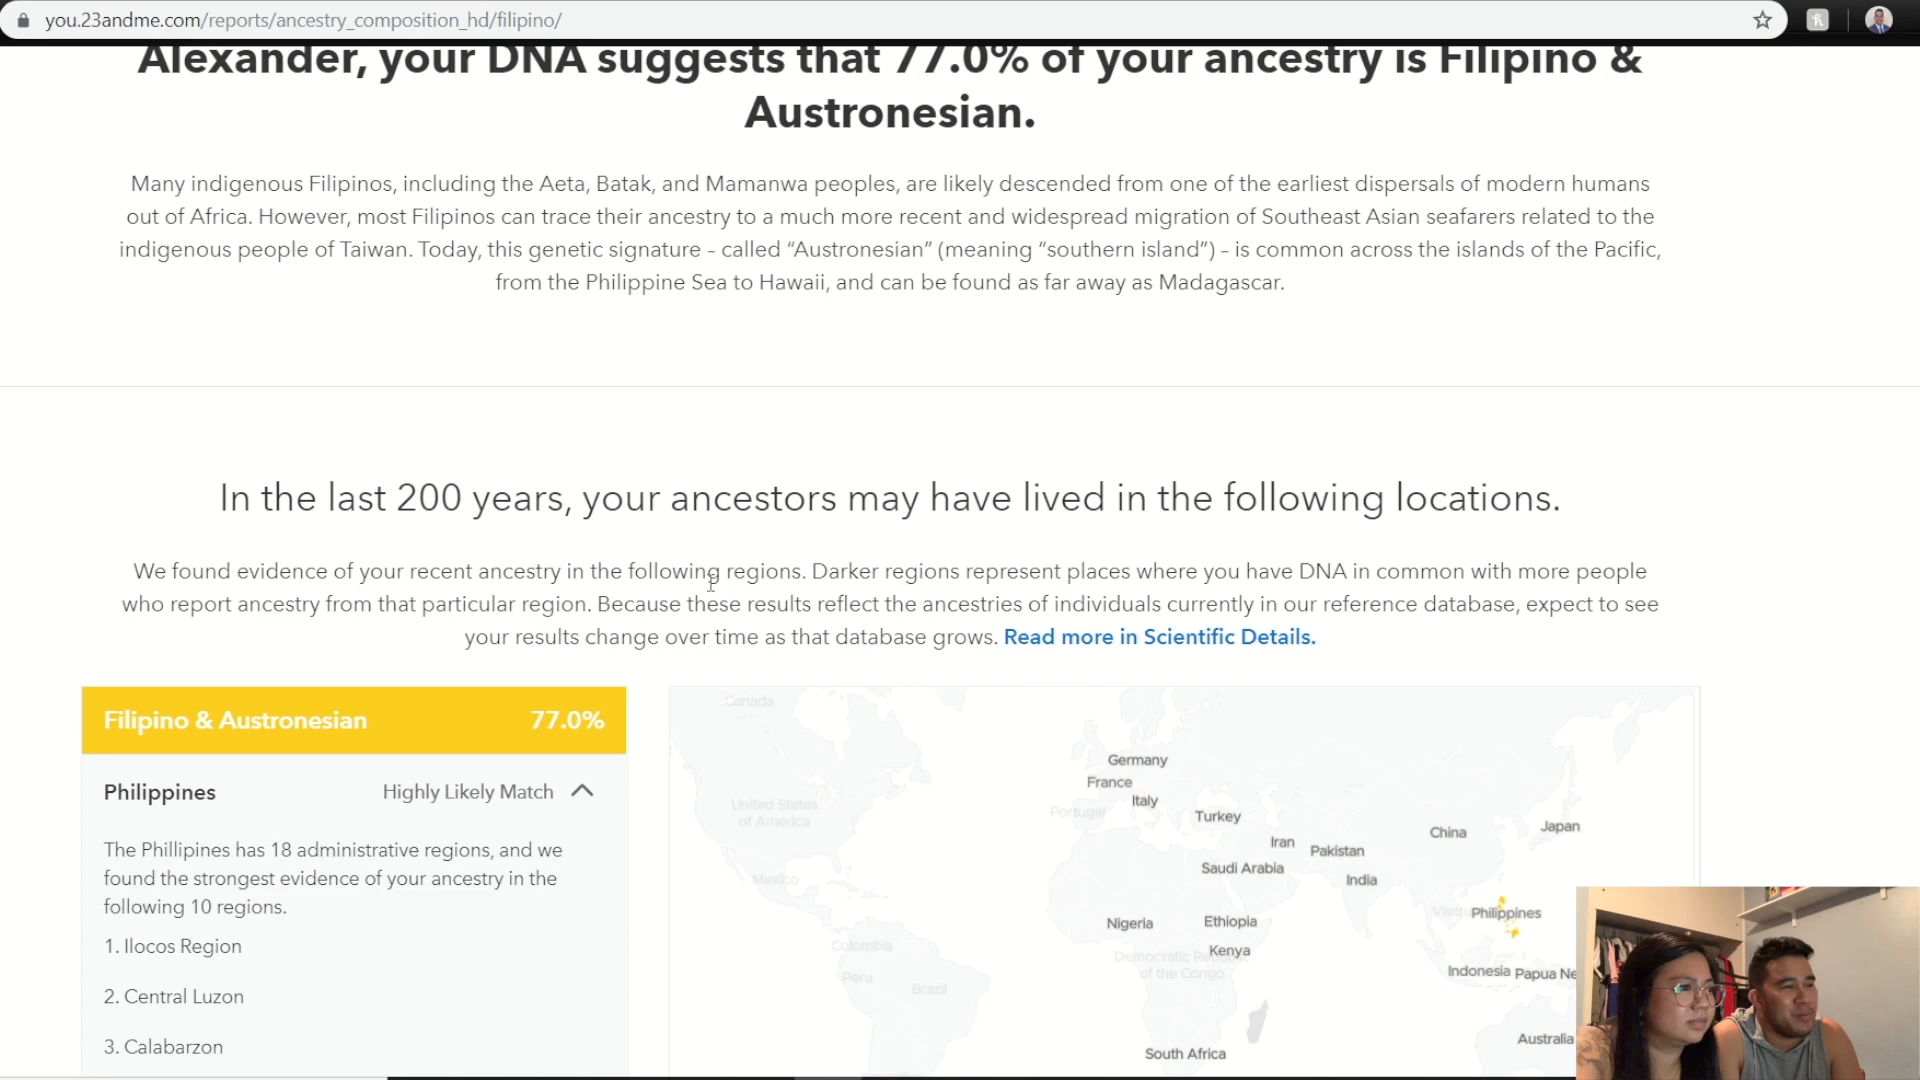 you.23andme.com/reports/ancestry_composition_hd/filipino/
Alexander, your DNA suggests that 77.0% of your ancestry is Filipino &
Austronesian.
Many indigenous Filipinos, including the Aeta, Batak, and Mamanwa peoples, are likely descended from one of the earliest dispersals of modern humans
out of Africa. However, most Filipinos can trace their ancestry to a much more recent and widespread migration of Southeast Asian seafarers related to the
indigenous people of Taiwan. Today, this genetic signature – called “Austronesian” (meaning “southern island”) – is common across the islands of the Pacific,
from the Philippine Sea to Hawaii, and can be found as far away as Madagascar.
In the last 200 years, your ancestors may have lived in the following locations.
We found evidence of your recent ancestry in the following regions. Darker regions represent places where you have DNA in common with more people
who report ancestry from that particular region. Because these results reflect the ancestries of individuals currently in our reference database, expect to see
your results change over time as that database grows. Read more in Scientific Details.
Filipino & Austronesian 77.0%
Philippines Highly Likely Match
The Phillipines has 18 administrative regions, and we
found the strongest evidence of your ancestry in the
following 10 regions.
1. Ilocos Region
2. Central Luzon
3. Calabarzon
Canada
Germany
France
Italy
Portugal
United States
of America
Turkey
China
Japan
Iran
Pakistan
Saudi Arabia
India
Mexico
Philippines
Nigeria
Ethiopia
Kenya
Colombia
Democratic Re
of the Congo
Indonesia
Papua Ne
Peru
Brazil
Australia
South Africa